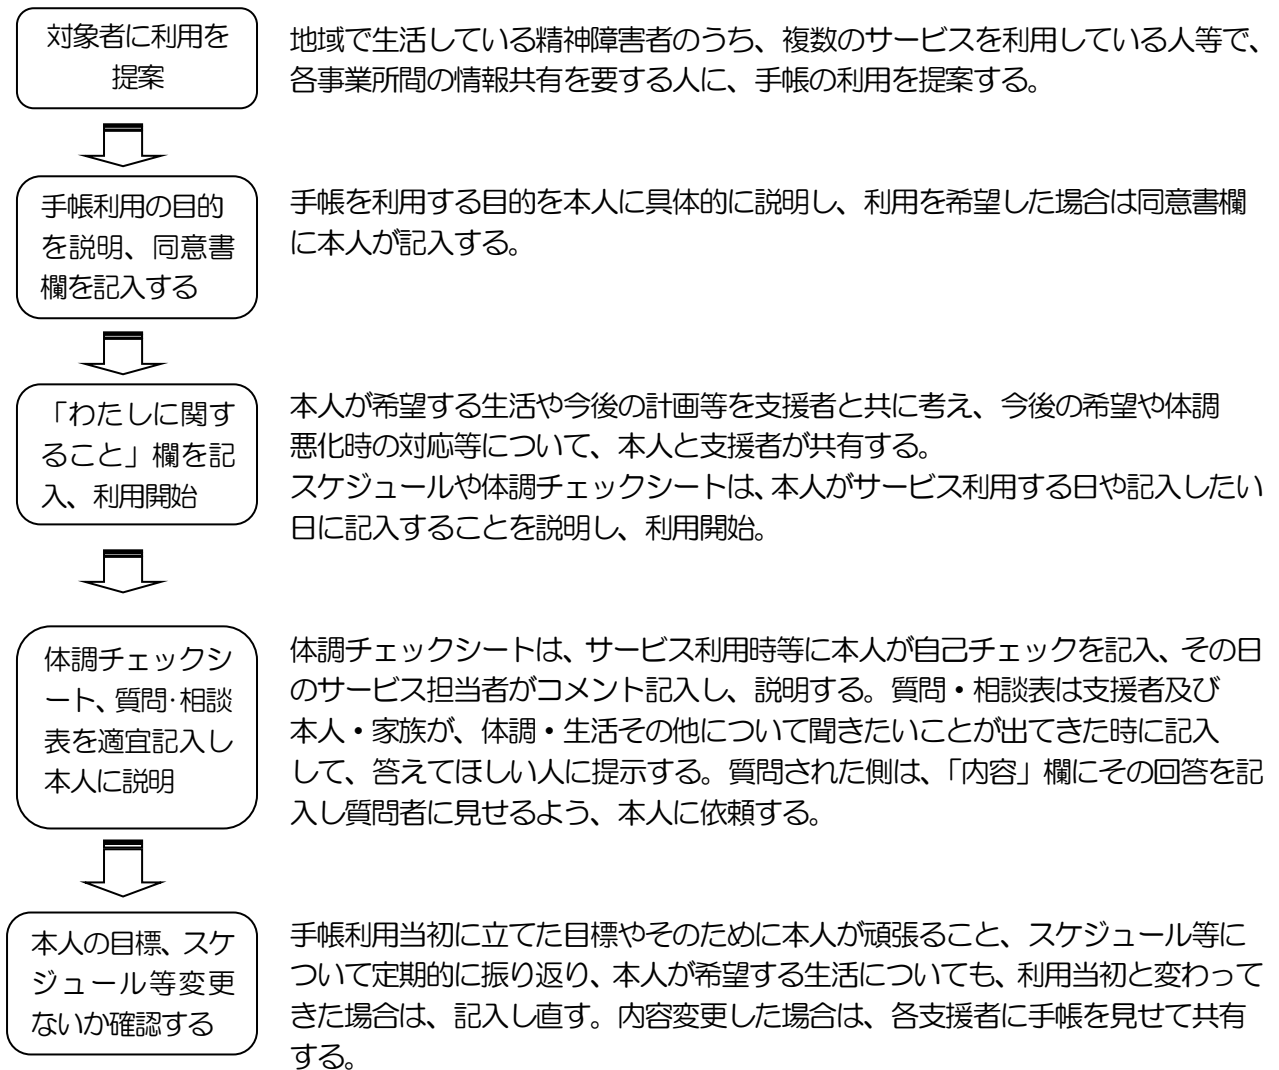 対象者に利用を
提案
地域で生活している精神障害者のうち、複数のサービスを利用している人等で、
各事業所間の情報共有を要する人に、手帳の利用を提案する。
手帳利用の目的
を説明、同意書
欄を記入する
手帳を利用する目的を本人に具体的に説明し、利用を希望した場合は同意書欄
に本人が記入する。
「わたしに関す
ること」欄を記
入、利用開始
本人が希望する生活や今後の計画等を支援者と共に考え、今後の希望や体調
悪化時の対応等について、本人と支援者が共有する。
スケジュールや体調チェックシートは、本人がサービス利用する日や記入したい
日に記入することを説明し、利用開始。
体調チェックシ
ート、質問・相談
表を適宜記入し
本人に説明
体調チェックシートは、サービス利用時等に本人が自己チェックを記入、その日
のサービス担当者がコメント記入し、説明する。質問・相談表は支援者及び
本人・家族が、体調・生活その他について聞きたいことが出てきた時に記入
して、答えてほしい人に提示する。質問された側は、「内容」欄にその回答を記
入し質問者に見せるよう、本人に依頼する。
本人の目標、スケ
ジュール等変更
ないか確認する
手帳利用当初に立てた目標やそのために本人が頑張ること、スケジュール等に
ついて定期的に振り返り、本人が希望する生活についても、利用当初と変わって
きた場合は、記入し直す。内容変更した場合は、各支援者に手帳を見せて共有
する。